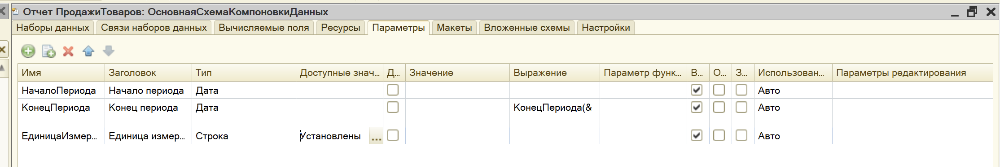 Отчет ПродажиТоваров: ОсновнаяСхемаКомпоновкиДанных
Наборы данных Связи наборов данных Вычисляемые поля Ресурсы Параметры Макеты Вложенные схемы Настройки
Имя Заголовок Тип Доступные знач... Д... Значение Выражение Параметр функ... В... О... З... Использован... Параметры редактирования
НачалоПериода Начало периода Дата Авто
КонецПериода Конец периода Дата КонецПериода(& Авто
ЕдиницаИзмер... Единица измер... Строка Установлены ... Авто